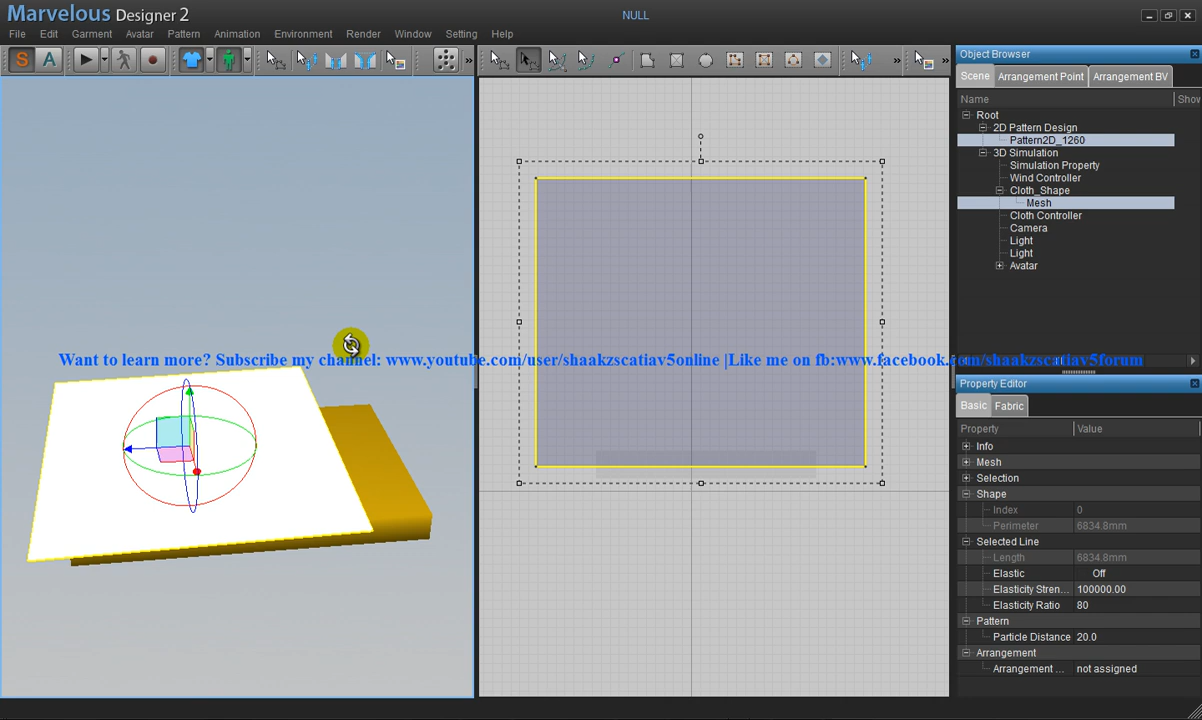 Marvelous Designer 2
NULL
File Edit Garment Avatar Pattern Animation Environment Render Window Setting Help
S A
Object Browser
Scene Arrangement Point Arrangement BV
Name Show
Root
2D Pattern Design
Pattern2D_1260
3D Simulation
Simulation Property
Wind Controller
Cloth_Shape
Mesh
Cloth Controller
Camera
Light
Light
Avatar
Want to learn more? Subscribe my channel: www.youtube.com/user/shaakzscatiav5online |Like me on fb:www.facebook.com/shaakzscatiav5forum
Property Editor
Basic Fabric
Property Value
Info
Mesh
Selection
Shape
Index 0
Perimeter 6834.8mm
Selected Line
Length 6834.8mm
Elastic Off
Elasticity Stren... 100000.00
Elasticity Ratio 80
Pattern
Particle Distance 20.0
Arrangement
Arrangement ... not assigned